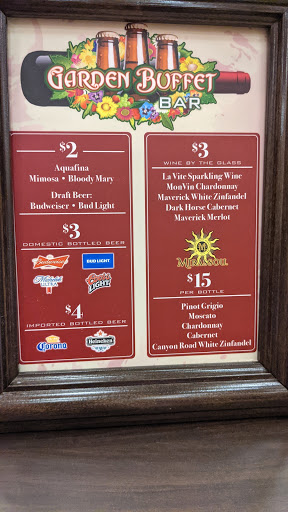 GARDEN BUFFET
BAR
$2
Aquafina
Mimosa • Bloody Mary
Draft Beer:
Budweiser • Bud Light
$3
DOMESTIC BOTTLED BEER
Budweiser
BUD LIGHT
Michelob
ULTRA
Coors
LIGHT
$4
IMPORTED BOTTLED BEER
Corona
Heineken
$3
WINE BY THE GLASS
La Vite Sparkling Wine
MonVin Chardonnay
Maverick White Zinfandel
Dark Horse Cabernet
Maverick Merlot
M
MIRASSOU
$15
PER BOTTLE
Pinot Grigio
Moscato
Chardonnay
Cabernet
Canyon Road White Zinfandel